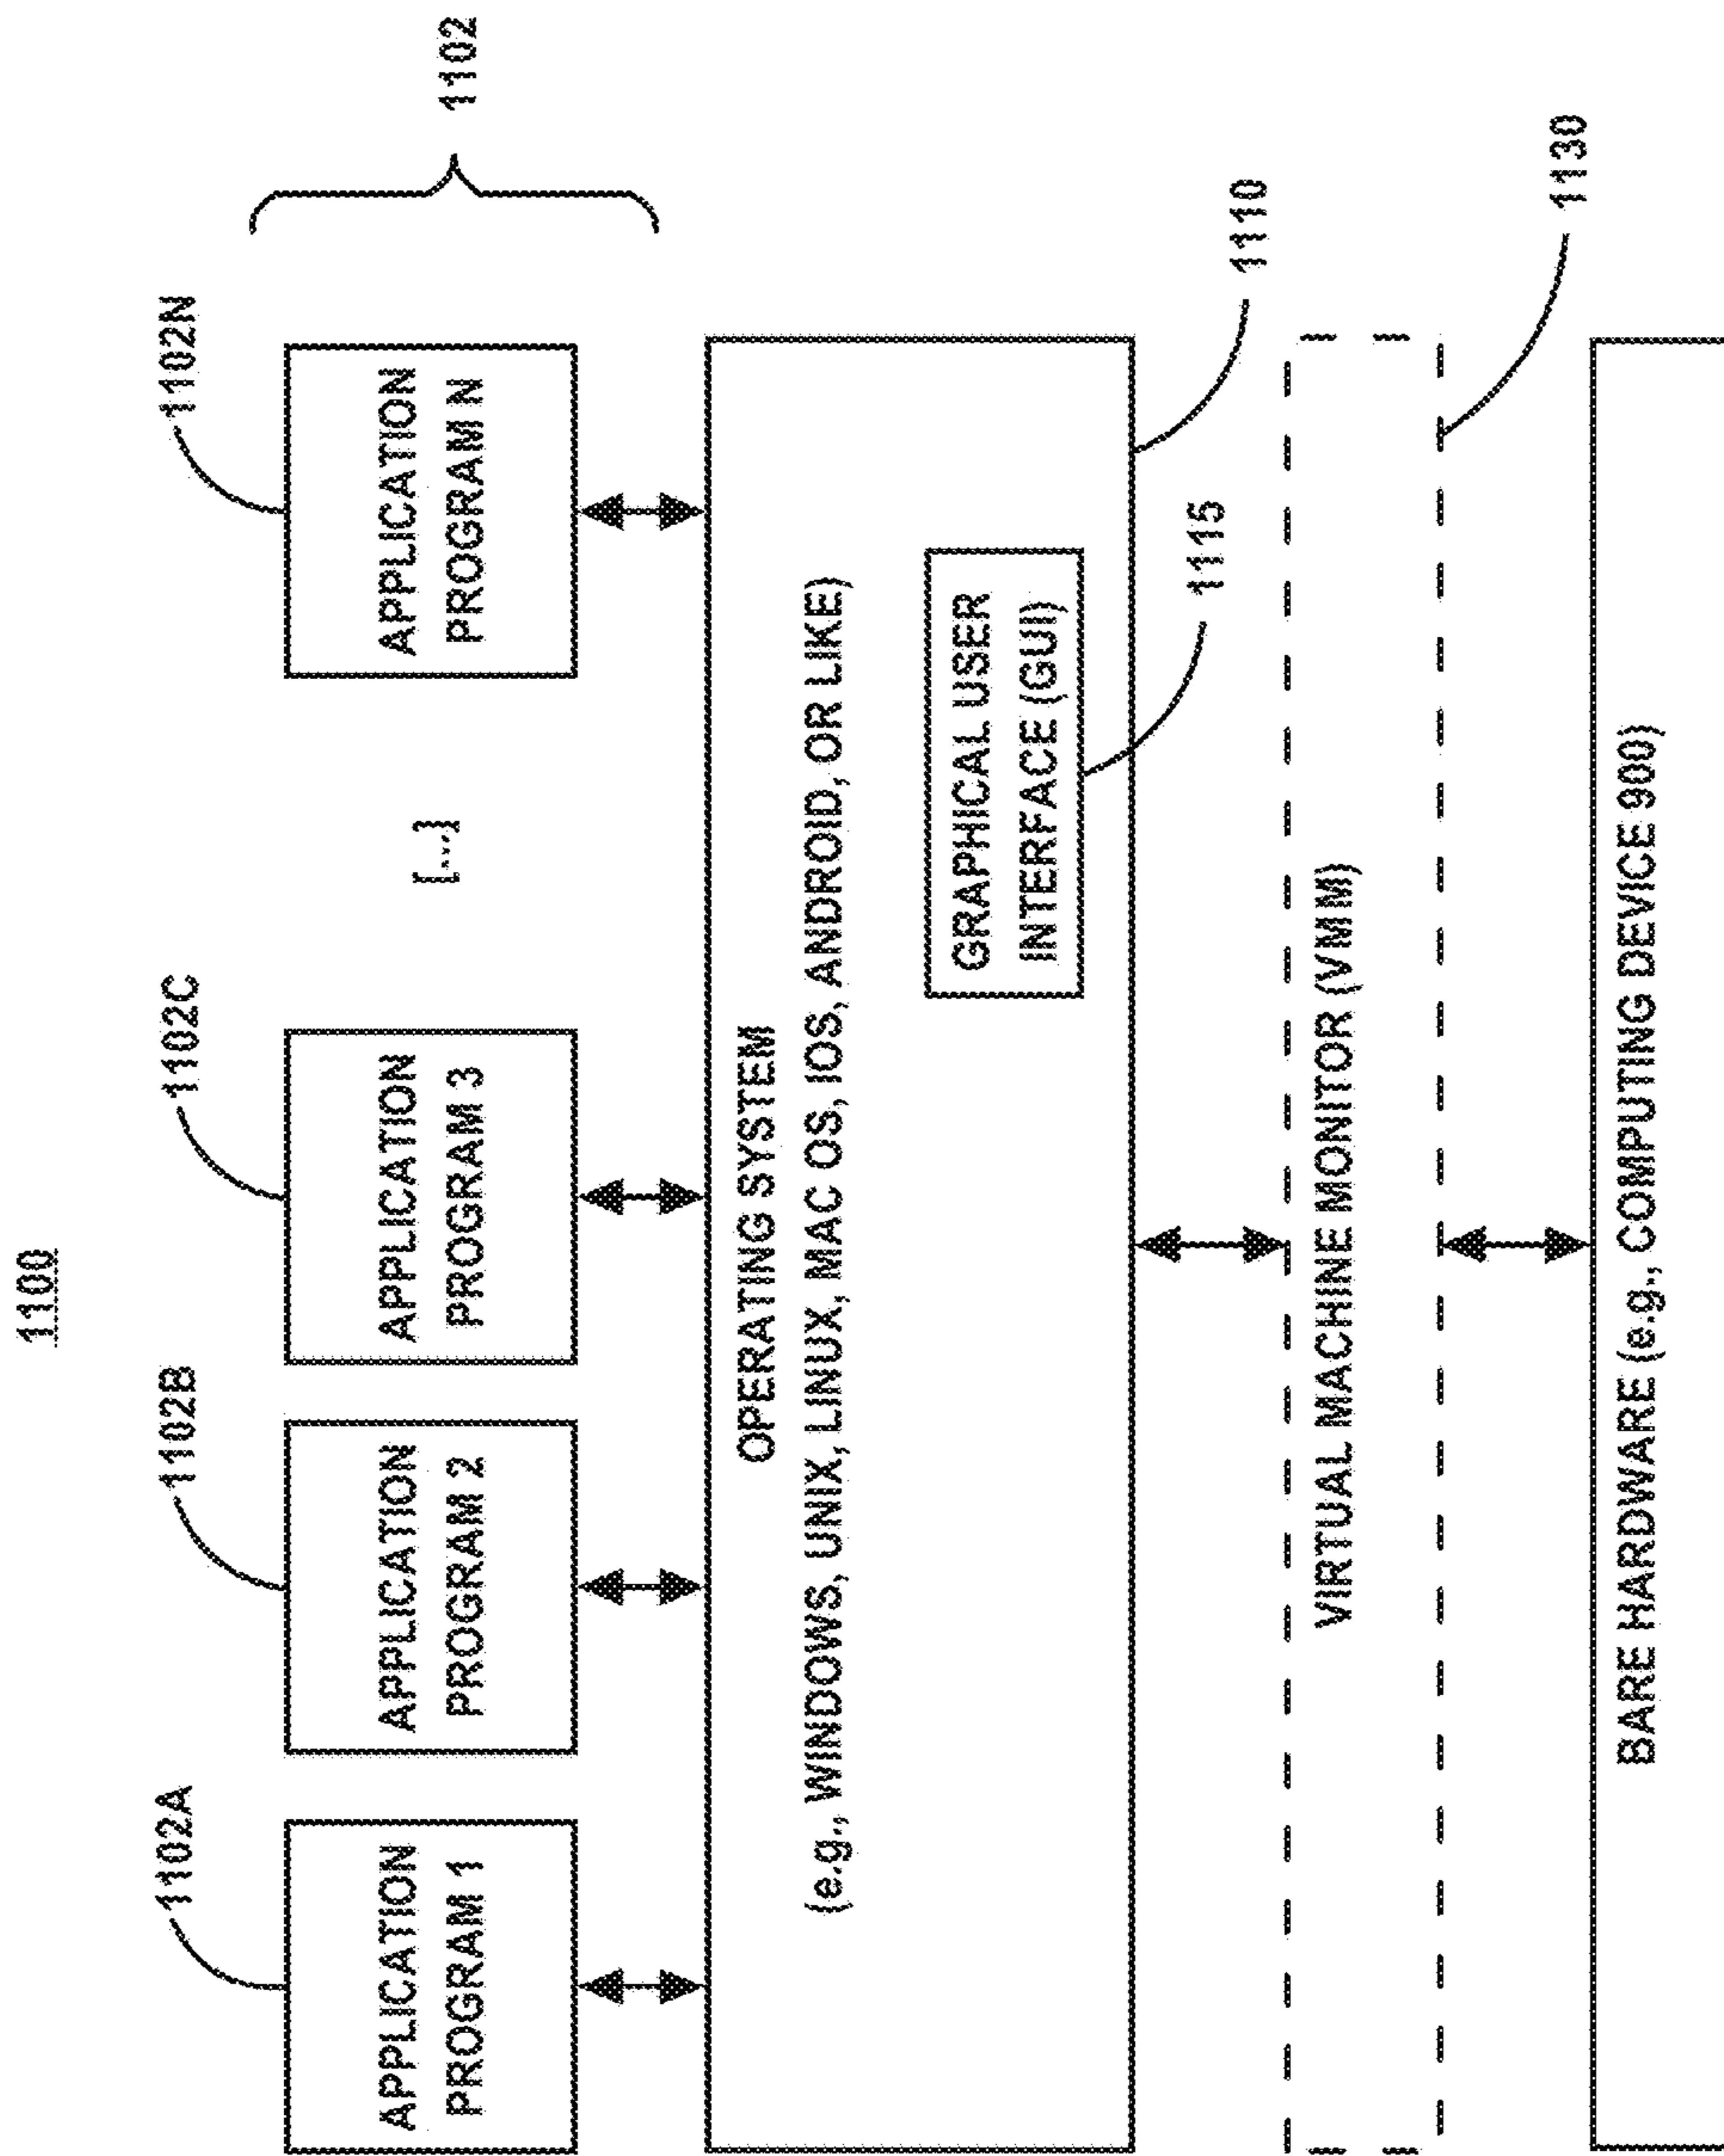 1100
1102A
1102B
1102C
1102N
1102
APPLICATION
PROGRAM 1
APPLICATION
PROGRAM 2
APPLICATION
PROGRAM 3
[...]
APPLICATION
PROGRAM N
OPERATING SYSTEM
(e.g., WINDOWS, UNIX, LINUX, MAC OS, IOS, ANDROID, OR LIKE)
GRAPHICAL USER
INTERFACE (GUI)
1115
1110
VIRTUAL MACHINE MONITOR (VMM)
1130
BARE HARDWARE (e.g., COMPUTING DEVICE 900)